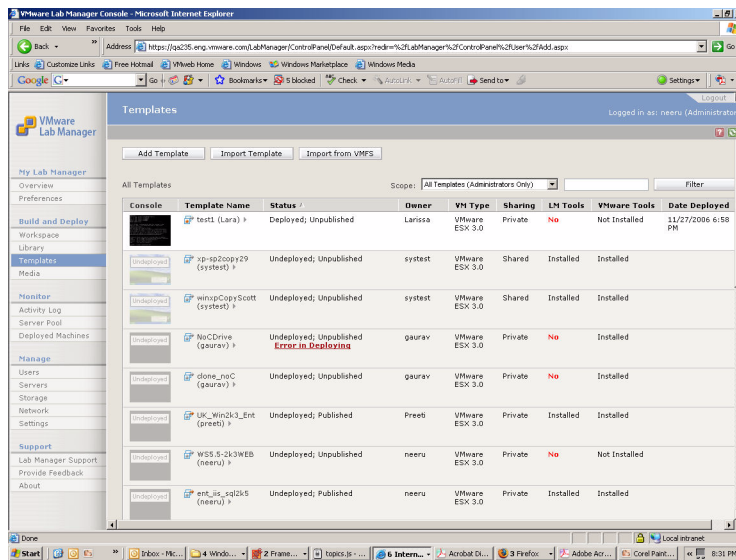 VMware Lab Manager Console - Microsoft Internet Explorer
File Edit View Favorites Tools Help
Back » Address https://qa235.eng.vmware.com/LabManager/ControlPanel/Default.aspx?redir=%2fLabManager%2fControlPanel%2fUser%2fAdd.aspx Go
Links Customize Links Free Hotmail VMweb Home Windows Windows Marketplace Windows Media
Google G Go Bookmarks 5 blocked Check AutoLink AutoFill Send to Settings
VMware
Lab Manager
Templates
Logout
Logged in as: neeru (Administrator
Add Template Import Template Import from VMFS
All Templates Scope: All Templates (Administrators Only) Filter
My Lab Manager
Overview
Preferences
Build and Deploy
Workspace
Library
Templates
Media
Monitor
Activity Log
Server Pool
Deployed Machines
Manage
Users
Servers
Storage
Network
Settings
Support
Lab Manager Support
Provide Feedback
About
Console Template Name Status Owner VM Type Sharing LM Tools VMware Tools Date Deployed
test1 (Lara) Deployed; Unpublished Larissa VMware ESX 3.0 Private No Not Installed 11/27/2006 6:58 PM
Undeployed xp-sp2copy29 (systest) Undeployed; Unpublished systest VMware ESX 3.0 Shared Installed Installed
Undeployed winxpCopyScott (systest) Undeployed; Unpublished systest VMware ESX 3.0 Shared Installed Installed
Undeployed NoCDrive (gaurav) Undeployed; Unpublished Error in Deploying gaurav VMware ESX 3.0 Private No Installed
Undeployed clone_noC (gaurav) Undeployed; Unpublished gaurav VMware ESX 3.0 Private No Installed
Undeployed UK_Win2k3_Ent (preeti) Undeployed; Published Preeti VMware ESX 3.0 Private Installed Installed
Undeployed WS5.5-2k3WEB (neeru) Undeployed; Unpublished neeru VMware ESX 3.0 Private No Not Installed
Undeployed ent_iis_sql2k5 (neeru) Undeployed; Unpublished neeru VMware ESX 3.0 Private Installed Installed
Done Local intranet
Start » Inbox - Mic... 4 Windo... 2 Frame... topics.js - ... 6 Intern... Acrobat Di... 3 Firefox Adobe Acr... Corel Paint... « 8:31 PM